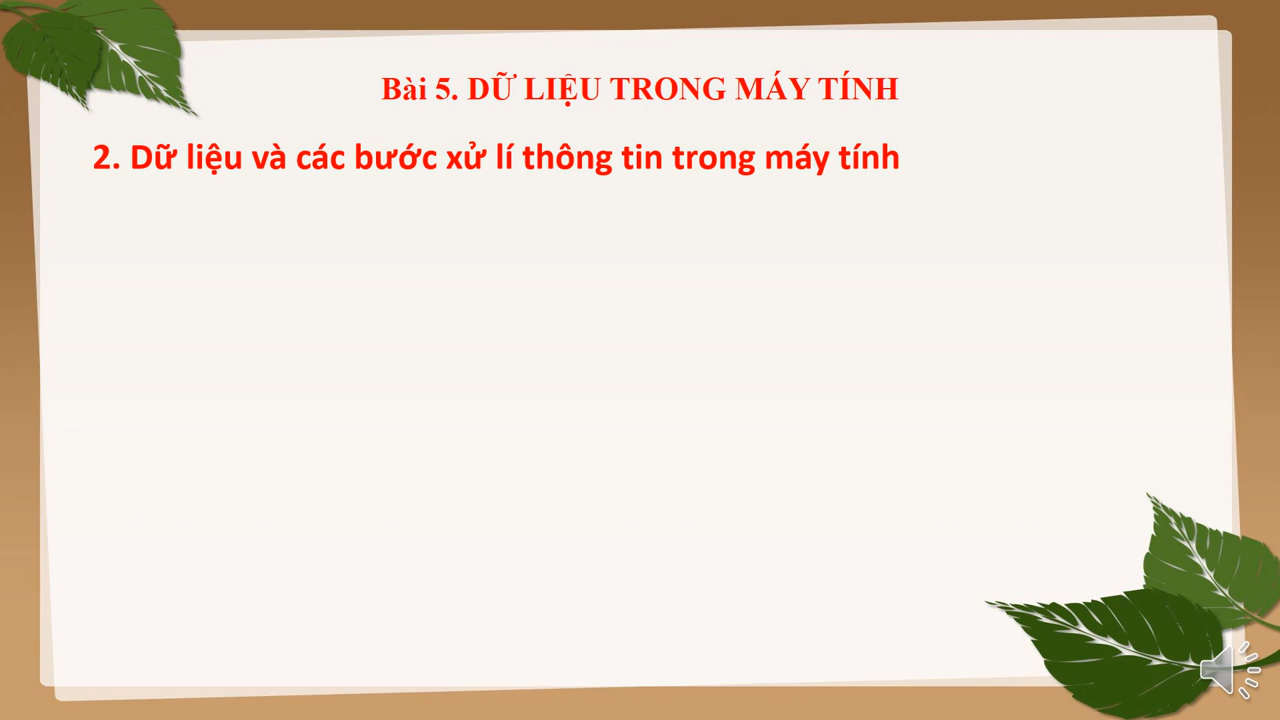 Bài 5. DỮ LIỆU TRONG MÁY TÍNH
2. Dữ liệu và các bước xử lí thông tin trong máy tính